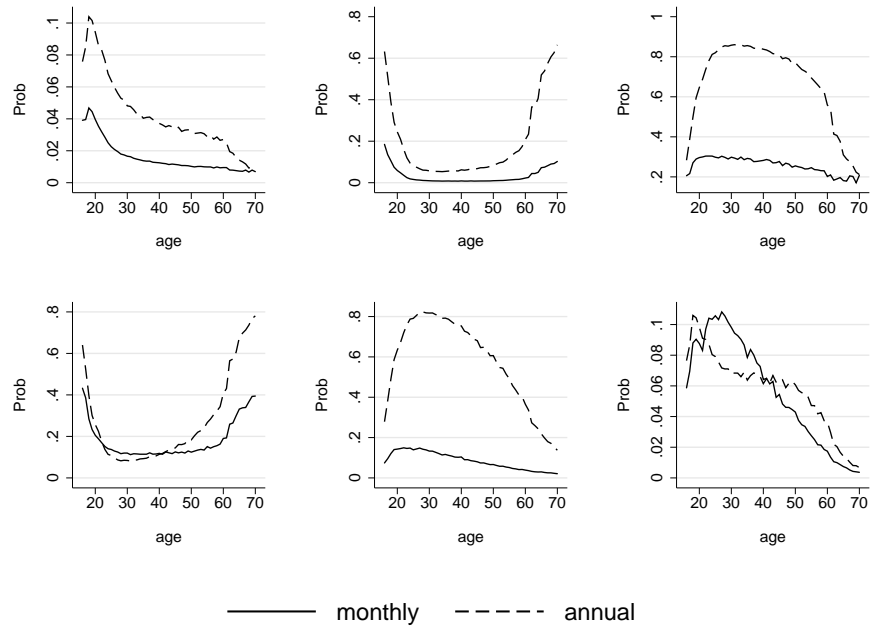 Prob
0 .02 .04 .06 .08 .1
20 30 40 50 60 70
age
Prob
0 .2 .4 .6 .8
20 30 40 50 60 70
age
Prob
.2 .4 .6 .8 1
20 30 40 50 60 70
age
Prob
0 .2 .4 .6 .8
20 30 40 50 60 70
age
Prob
0 .2 .4 .6 .8
20 30 40 50 60 70
age
Prob
0 .02 .04 .06 .08 .1
20 30 40 50 60 70
age
monthly annual